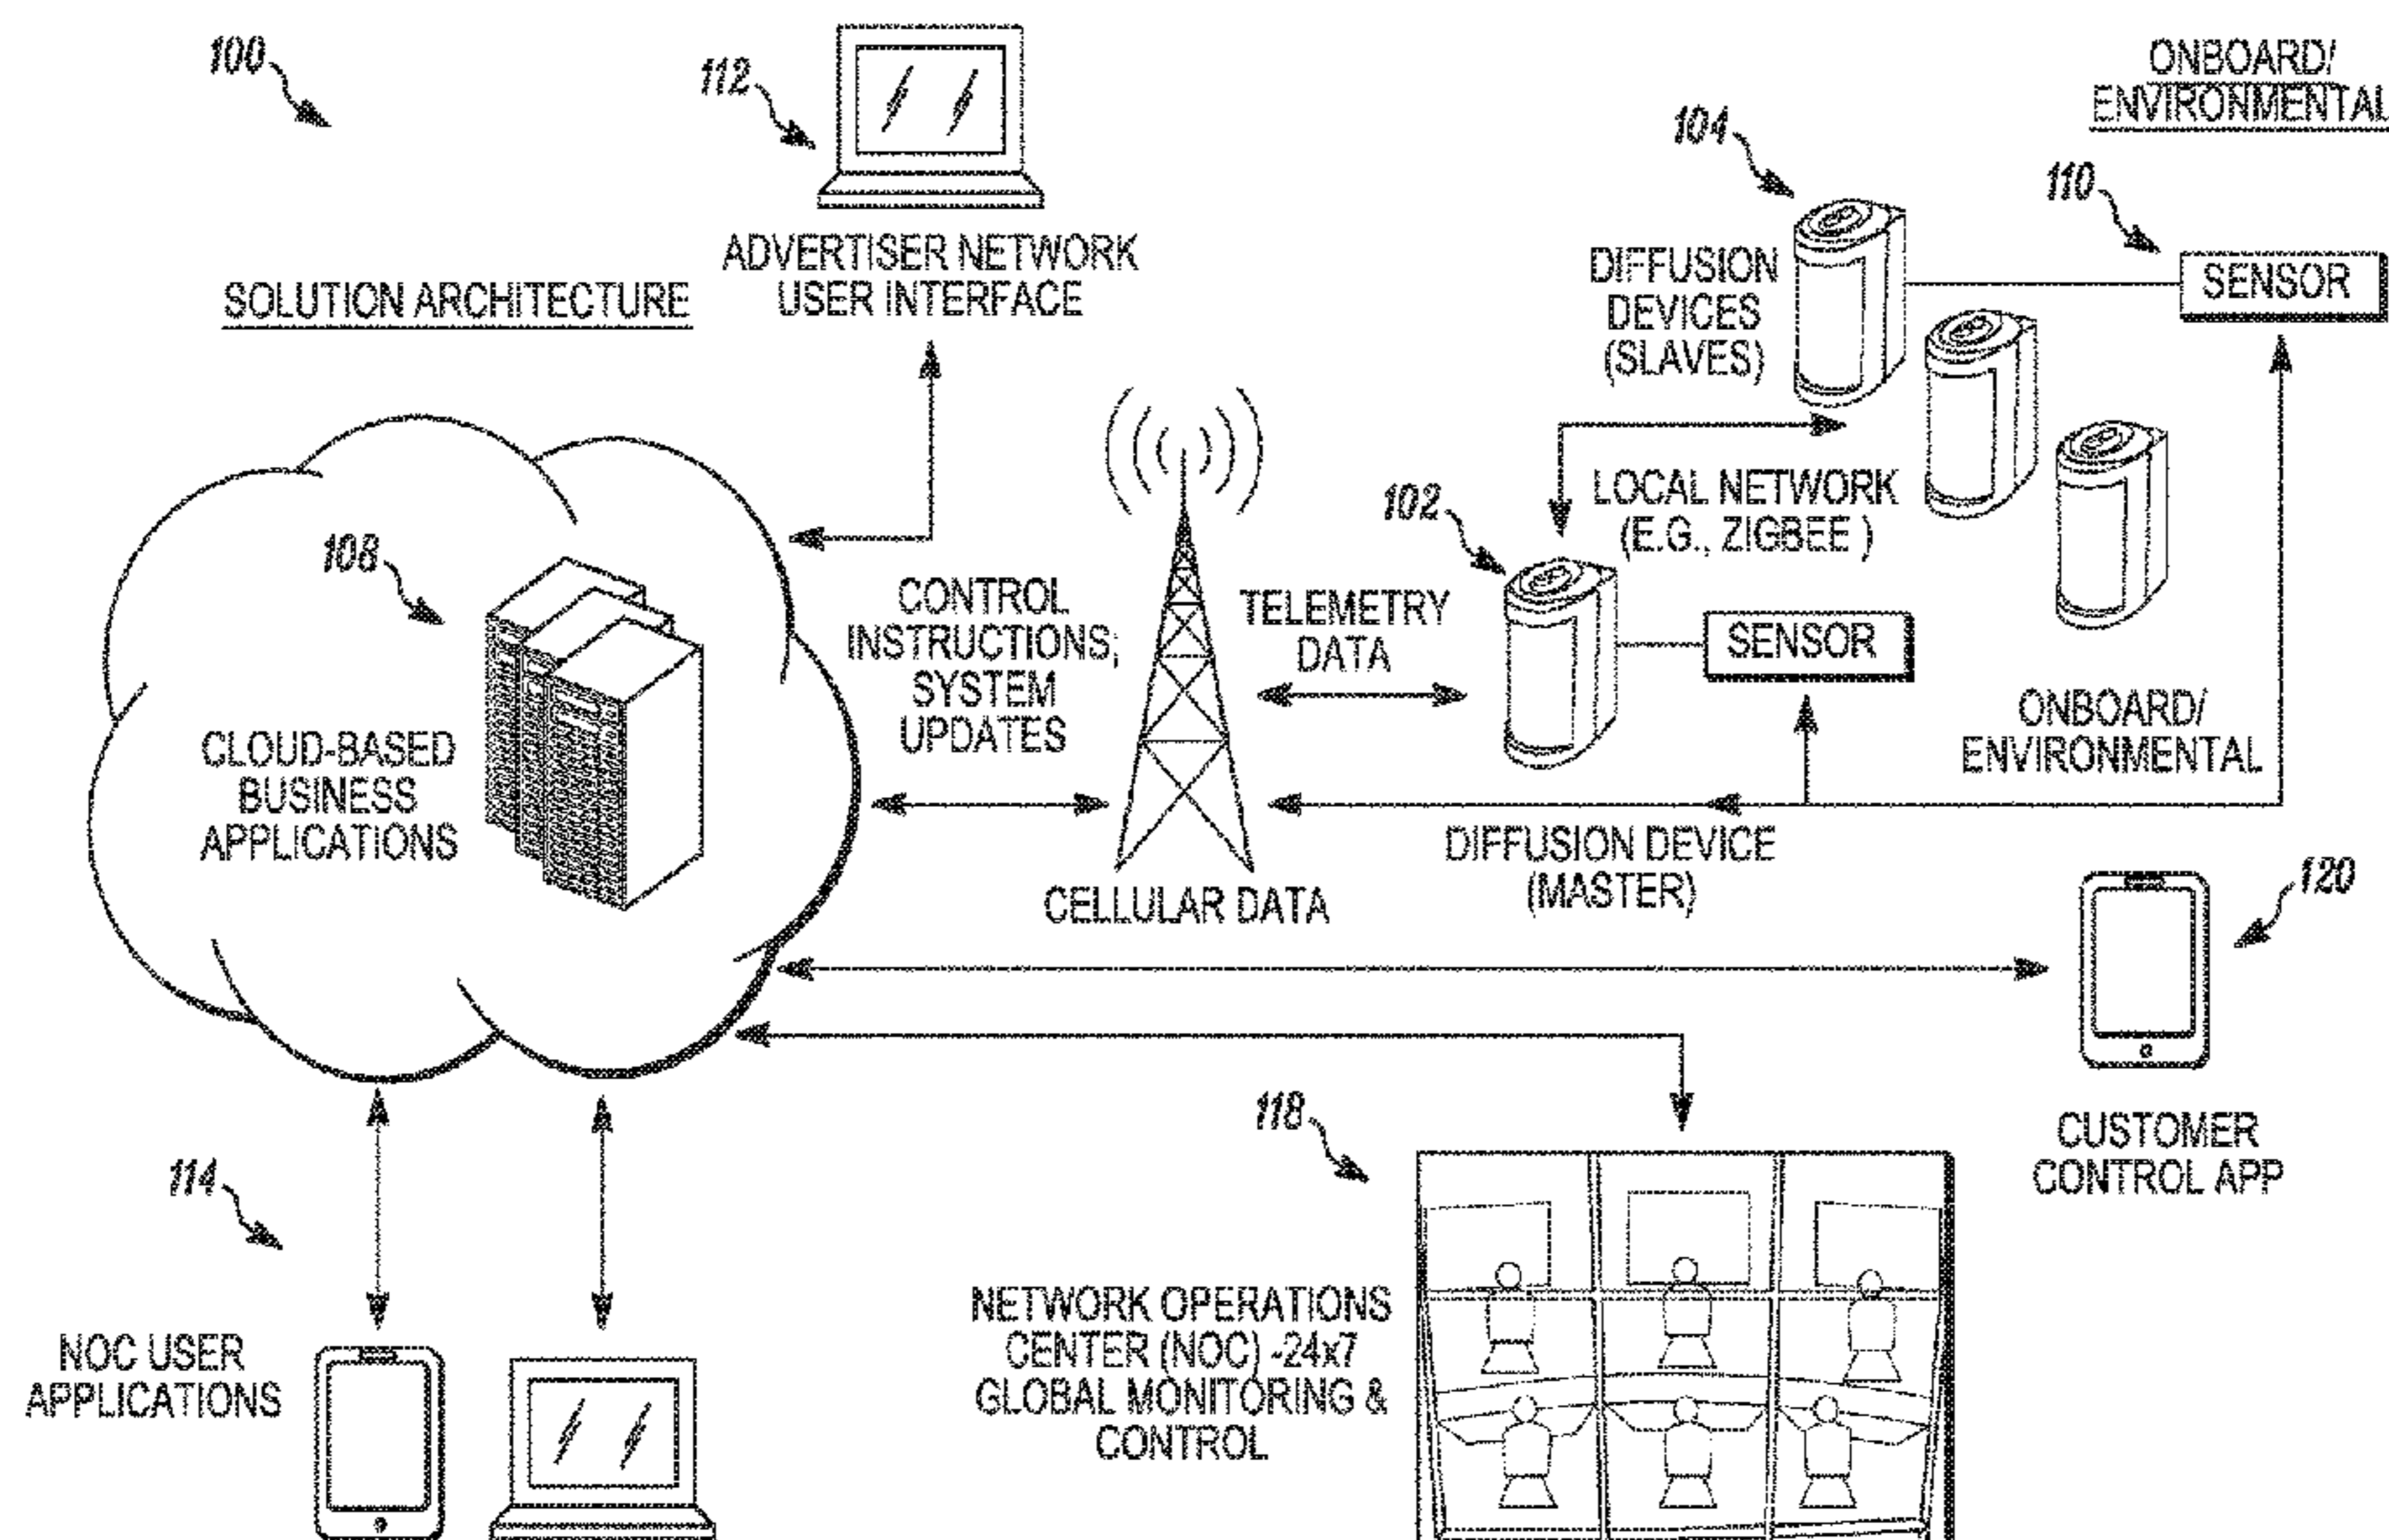 100
112
ADVERTISER NETWORK
USER INTERFACE
SOLUTION ARCHITECTURE
ONBOARD/
ENVIRONMENTAL
104
110
SENSOR
DIFFUSION
DEVICES
(SLAVES)
LOCAL NETWORK
(E.G., ZIGBEE )
102
SENSOR
TELEMETRY
DATA
ONBOARD/
ENVIRONMENTAL
108
CLOUD-BASED
BUSINESS
APPLICATIONS
CONTROL
INSTRUCTIONS;
SYSTEM
UPDATES
CELLULAR DATA
DIFFUSION DEVICE
(MASTER)
120
CUSTOMER
CONTROL APP
118
NETWORK OPERATIONS
CENTER (NOC) -24x7
GLOBAL MONITORING &
CONTROL
114
NOC USER
APPLICATIONS